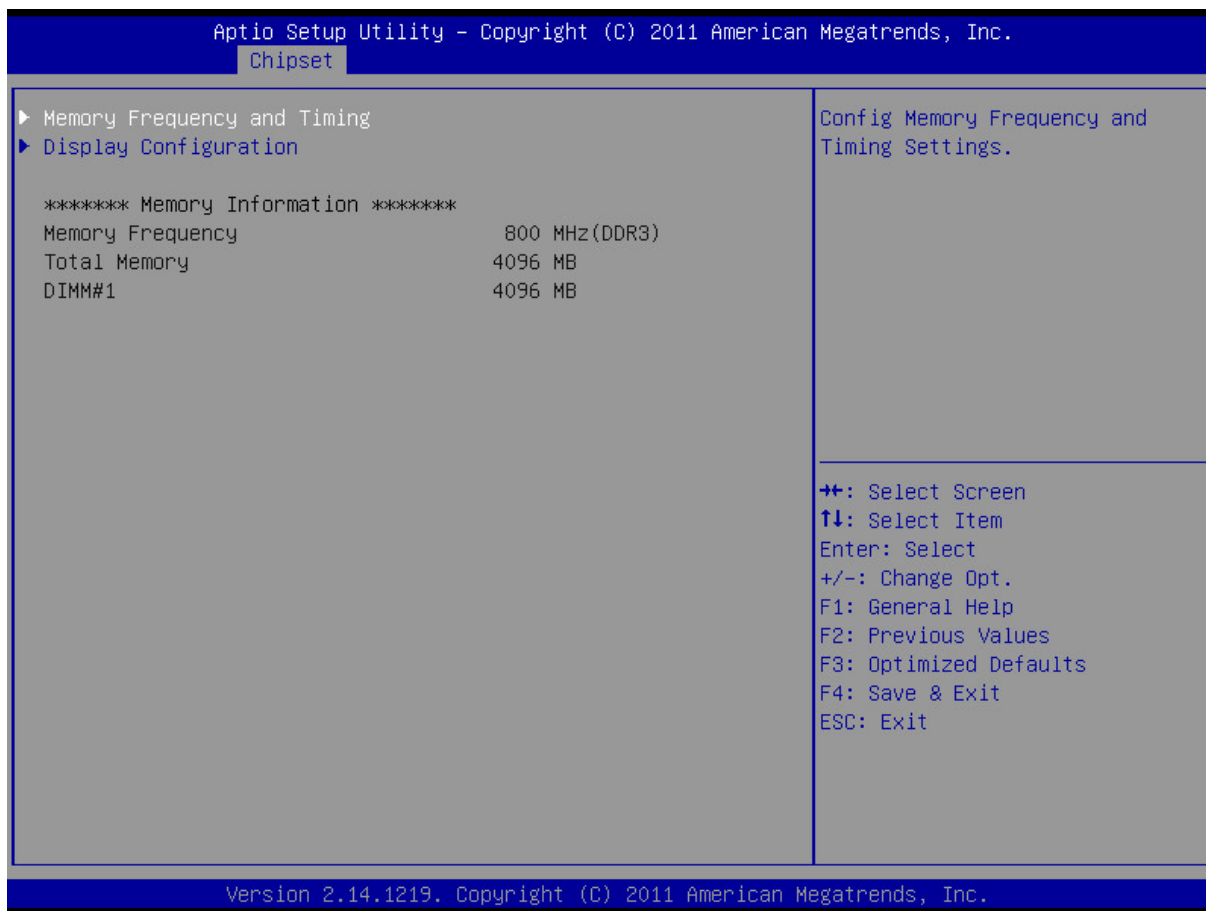 Aptio Setup Utility – Copyright (C) 2011 American Megatrends, Inc.
Chipset
▶ Memory Frequency and Timing
▶ Display Configuration
******* Memory Information *******
Memory Frequency 800 MHz(DDR3)
Total Memory 4096 MB
DIMM#1 4096 MB
Config Memory Frequency and
Timing Settings.
→←: Select Screen
↑↓: Select Item
Enter: Select
+/-: Change Opt.
F1: General Help
F2: Previous Values
F3: Optimized Defaults
F4: Save & Exit
ESC: Exit
Version 2.14.1219. Copyright (C) 2011 American Megatrends, Inc.